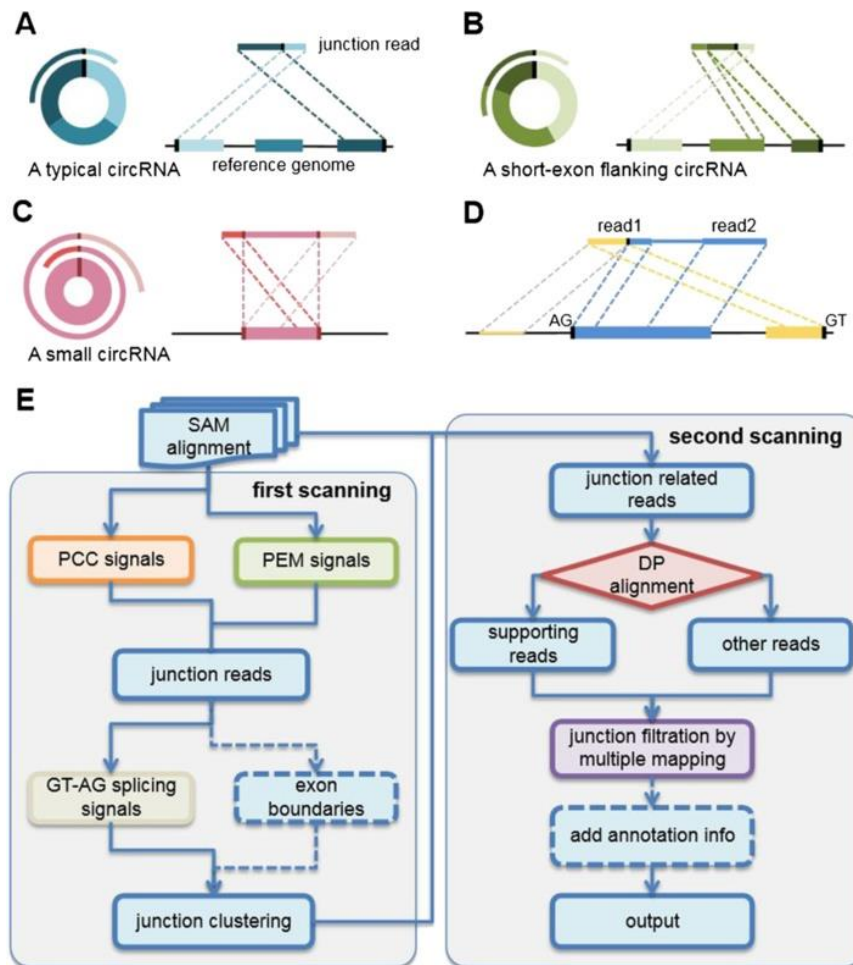 A
junction read
reference genome
A typical circRNA
B
A short-exon flanking circRNA
C
A small circRNA
D
read1
read2
AG
GT
E
SAM
alignment
first scanning
PCC signals
PEM signals
junction reads
GT-AG splicing
signals
exon
boundaries
junction clustering
second scanning
junction related
reads
DP
alignment
supporting
reads
other reads
junction filtration by
multiple mapping
add annotation info
output